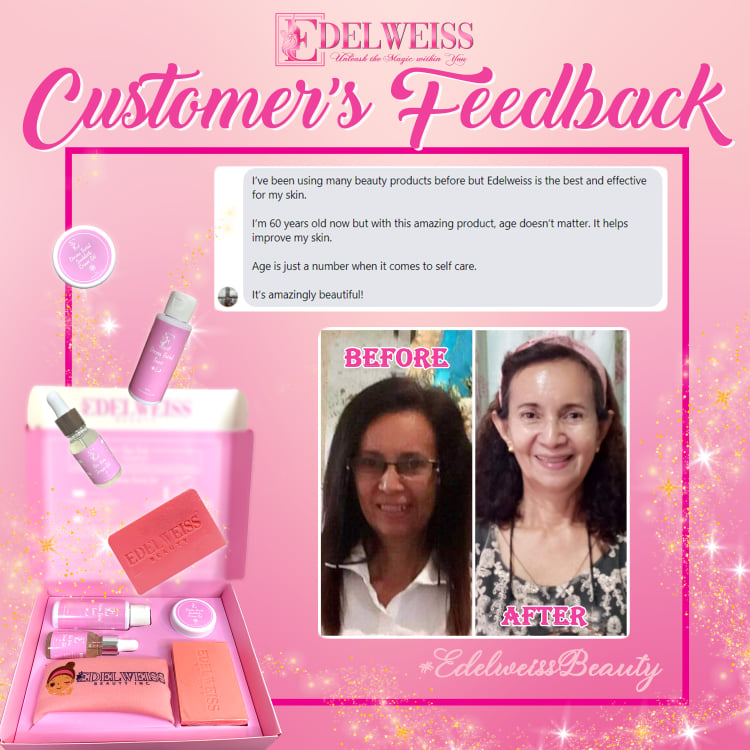 EDELWEISS
Unleash the Magic within You
Customer's Feedback
I've been using many beauty products before but Edelweiss is the best and effective
for my skin.
I'm 60 years old now but with this amazing product, age doesn't matter. It helps
improve my skin.
Age is just a number when it comes to self care.
It's amazingly beautiful!
BEFORE
AFTER
EDELWEISS
BEAUTY
EDELWEISS
BEAUTY
EDELWEISS
BEAUTY INC.
EDELWEISS
#EdelweissBeauty